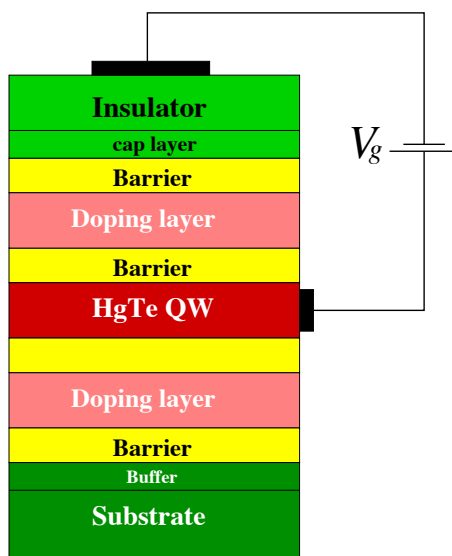 Insulator
cap layer
Barrier
Doping layer
Barrier
HgTe QW
Doping layer
Barrier
Buffer
Substrate
Vg